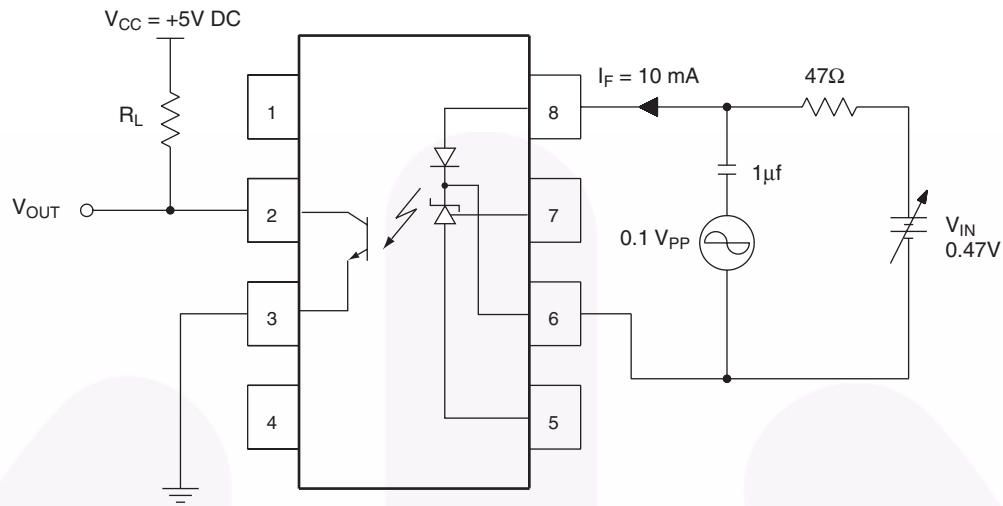 V_CC = +5V DC
R_L
V_OUT
1
2
3
4
8
7
6
5
I_F = 10 mA
47Ω
1μf
0.1 V_PP
V_IN
0.47V